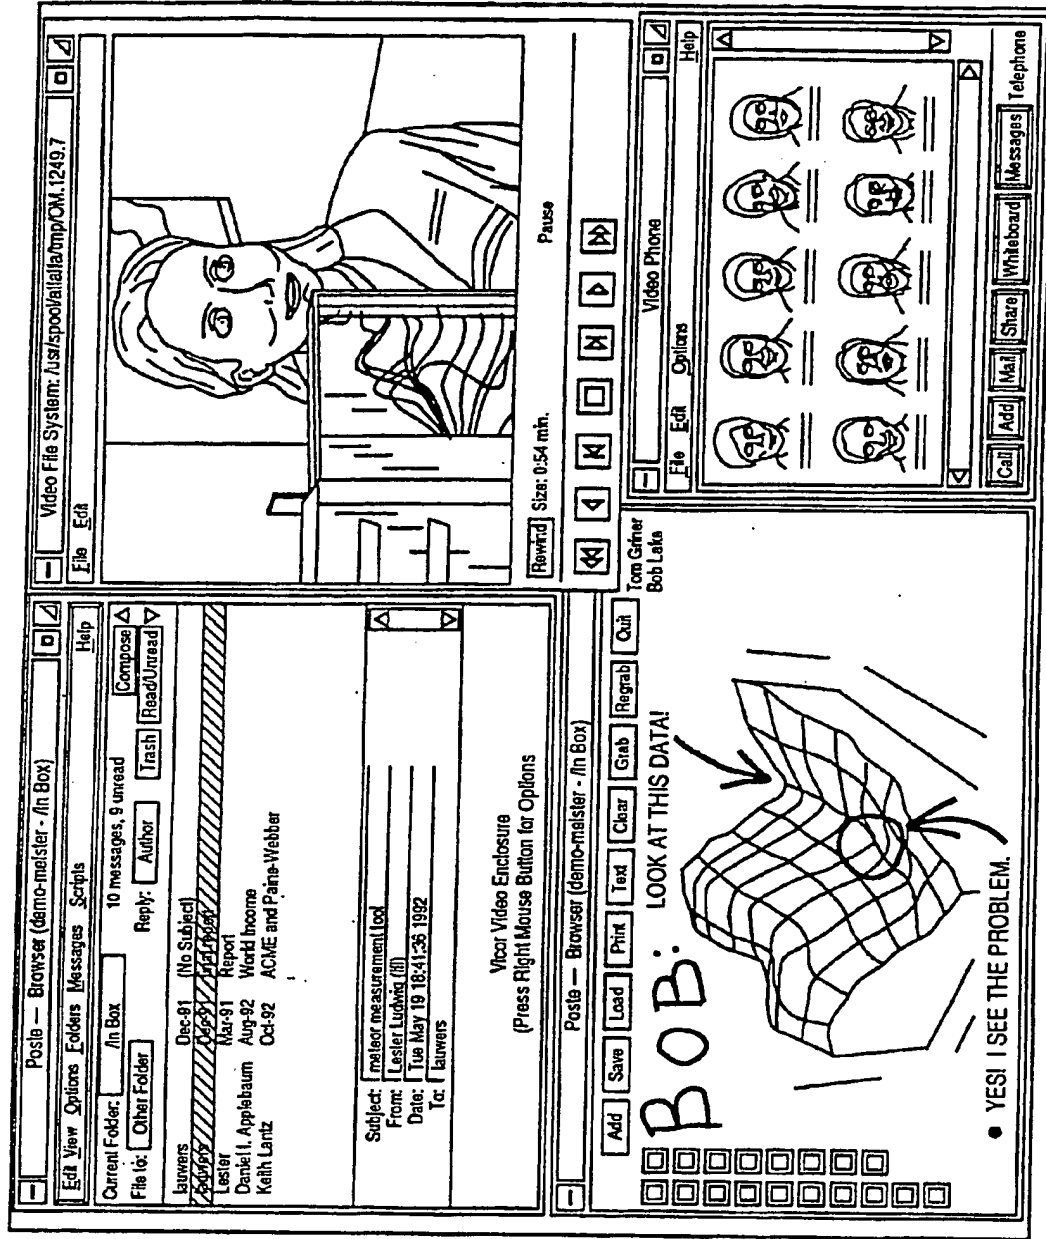 Poste — Browser (demo-meister - /In Box)
Edit View Options Folders Messages Scripts Help
Current Folder: /In Box 10 messages, 9 unread Compose
File to: Other Folder Reply: Author Trash Read/Unread
lauwers Dec-91 (No Subject)
Lester Mar-91 Report
Daniel I. Applebaum Aug-92 World Income
Keith Lantz Oct-92 ACME and Paine-Webber
Subject: meteor measurement tool
From: Lester Ludwig (fil)
Date: Tue May 19 18:41:36 1992
To: lauwers
Vicor Video Enclosure
(Press Right Mouse Button for Options
Video File System: /usr/spool/allalla/tmp/OM.1249.7
File Edit
Rewind Size: 0:54 min. Pause
Poste — Browser (demo-meister - /In Box)
Add Save Load Print Text Clear Grab Regrab Quit
Tom Griner
Bob Lake
BOB: LOOK AT THIS DATA!
• YES! I SEE THE PROBLEM.
Video Phone
File Edit Options Help
Call Add Mail Share Whiteboard Messages Telephone